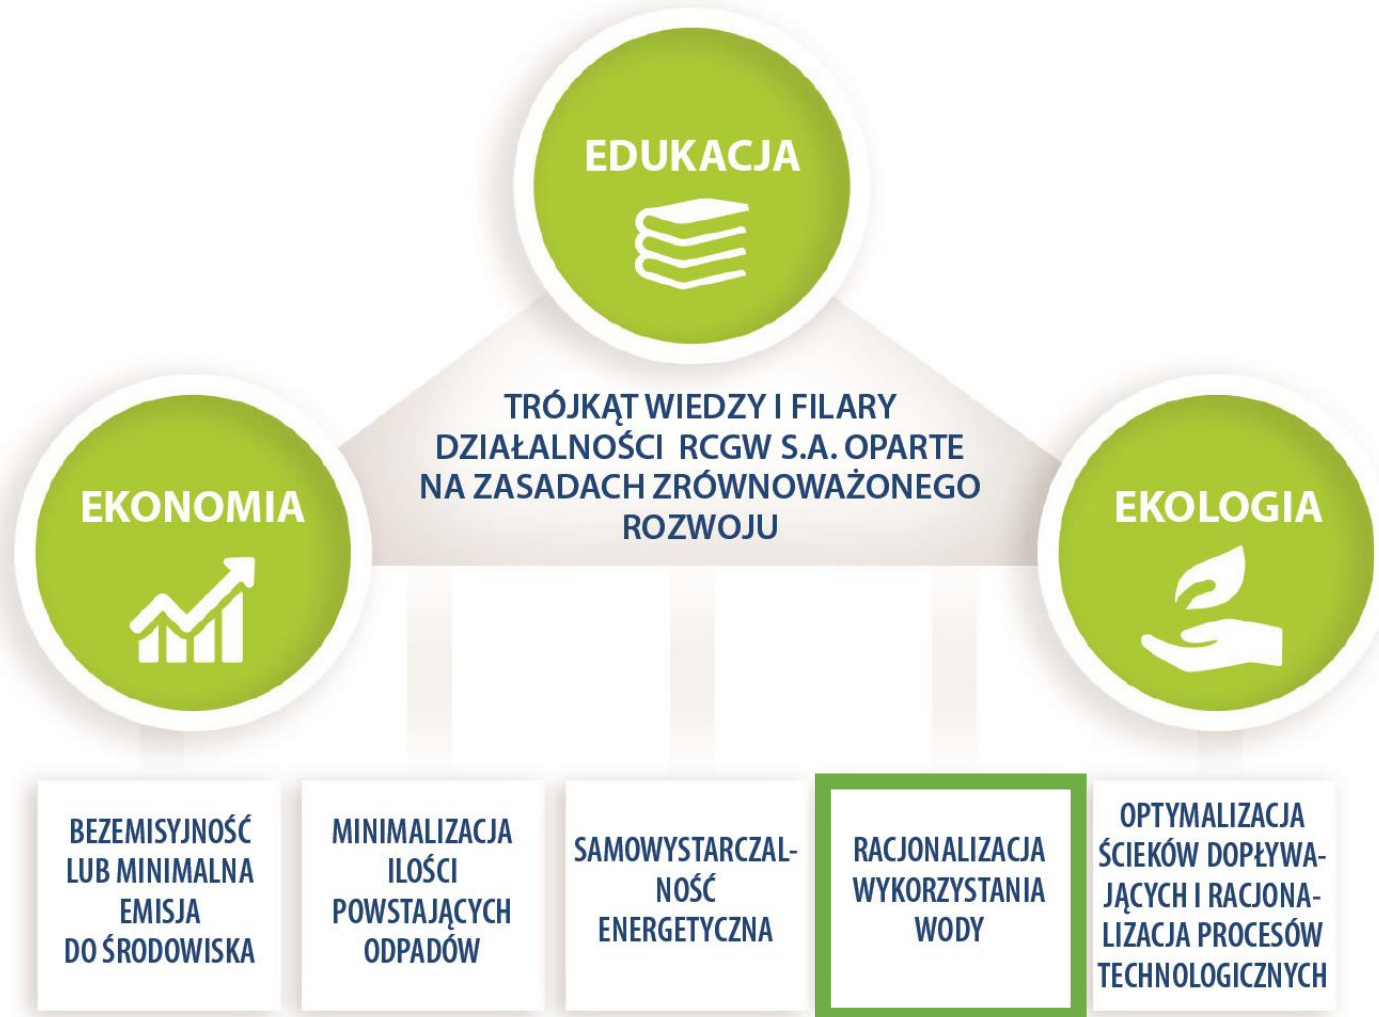 EDUKACJA
TRÓJKĄT WIEDZY I FILARY
DZIAŁALNOŚCI RCGW S.A. OPARTE
NA ZASADACH ZRÓWNOWAŻONEGO
ROZWOJU
EKONOMIA
EKOLOGIA
BEZEMISYJNOŚĆ
LUB MINIMALNA
EMISJA
DO ŚRODOWISKA
MINIMALIZACJA
ILOŚCI
POWSTAJĄCYCH
ODPADÓW
SAMOWYSTARCZAL-
NOŚĆ
ENERGETYCZNA
RACJONALIZACJA
WYKORZYSTANIA
WODY
OPTYMALIZACJA
ŚCIEKÓW DOPŁYWA-
JĄCYCH I RACJONA-
LIZACJA PROCESÓW
TECHNOLOGICZNYCH